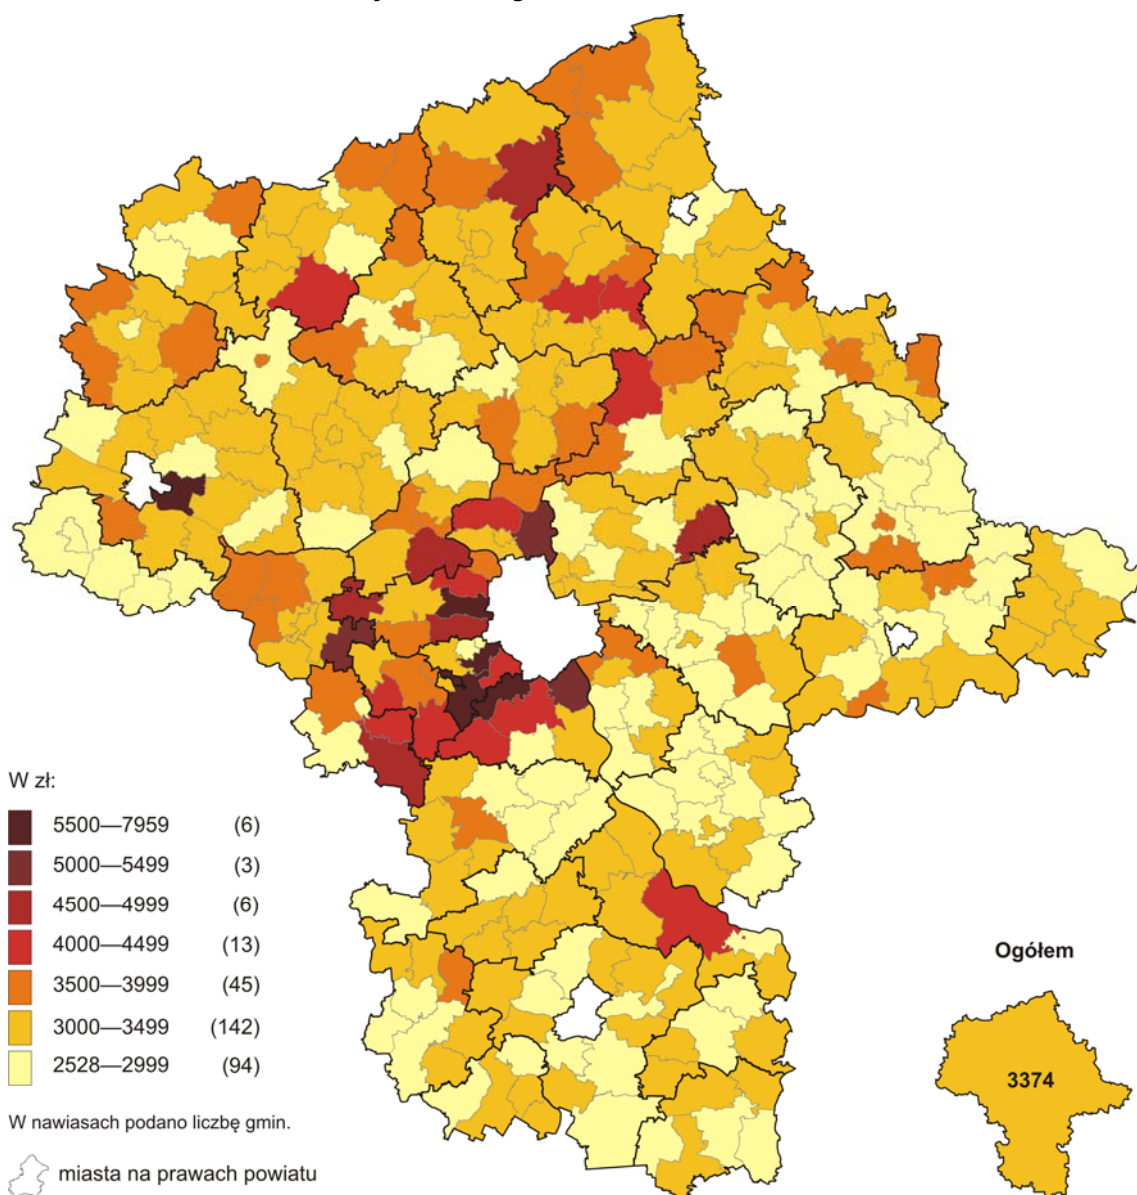 W zł:
5500—7959 (6)
5000—5499 (3)
4500—4999 (6)
4000—4499 (13)
3500—3999 (45)
3000—3499 (142)
2528—2999 (94)
W nawiasach podano liczbę gmin.
miasta na prawach powiatu
Ogółem
3374